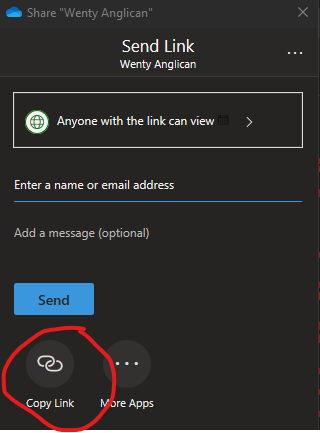 Share "Wenty Anglican"
Send Link
Wenty Anglican
Anyone with the link can view
Enter a name or email address
Add a message (optional)
Send
Copy Link
More Apps